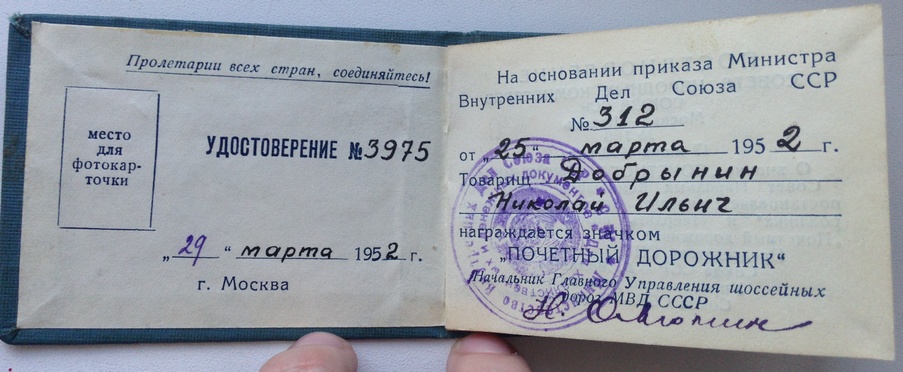 Пролетарии всех стран, соединяйтесь!
место
для
фотокар-
точки
УДОСТОВЕРЕНИЕ №3975
„29“ марта 1952 г.
г. Москва
На основании приказа Министра
Внутренних Дел Союза ССР
№ 312
от „25“ марта 1952 г.
Товарищ Добрынин
Николай Ильич
награждается значком
„ПОЧЕТНЫЙ ДОРОЖНИК“
Начальник Главного Управления шоссейных
дорог МВД СССР